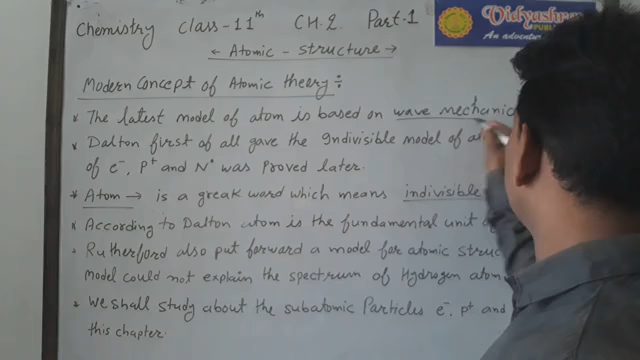 Chemistry Class-11th CH-2 Part-1
Vidyashram
PUBLIC
An adventure
Atomic-structure
Modern Concept of Atomic theory÷
* The latest model of atom is based on wave mechanic
* Dalton first of all gave the Indivisible model of
of e⁻, P⁺ and N° was Proved later.
* Atom → is a greak ward which means indivisible
* According to Dalton atom is the fundamental unit
* Rutherford also put forward a model for atomic struc
Model could not explain the spectrum of Hydrogen atom
* We shall study about the subatomic Particles e⁻, P⁺ and
this chapter.